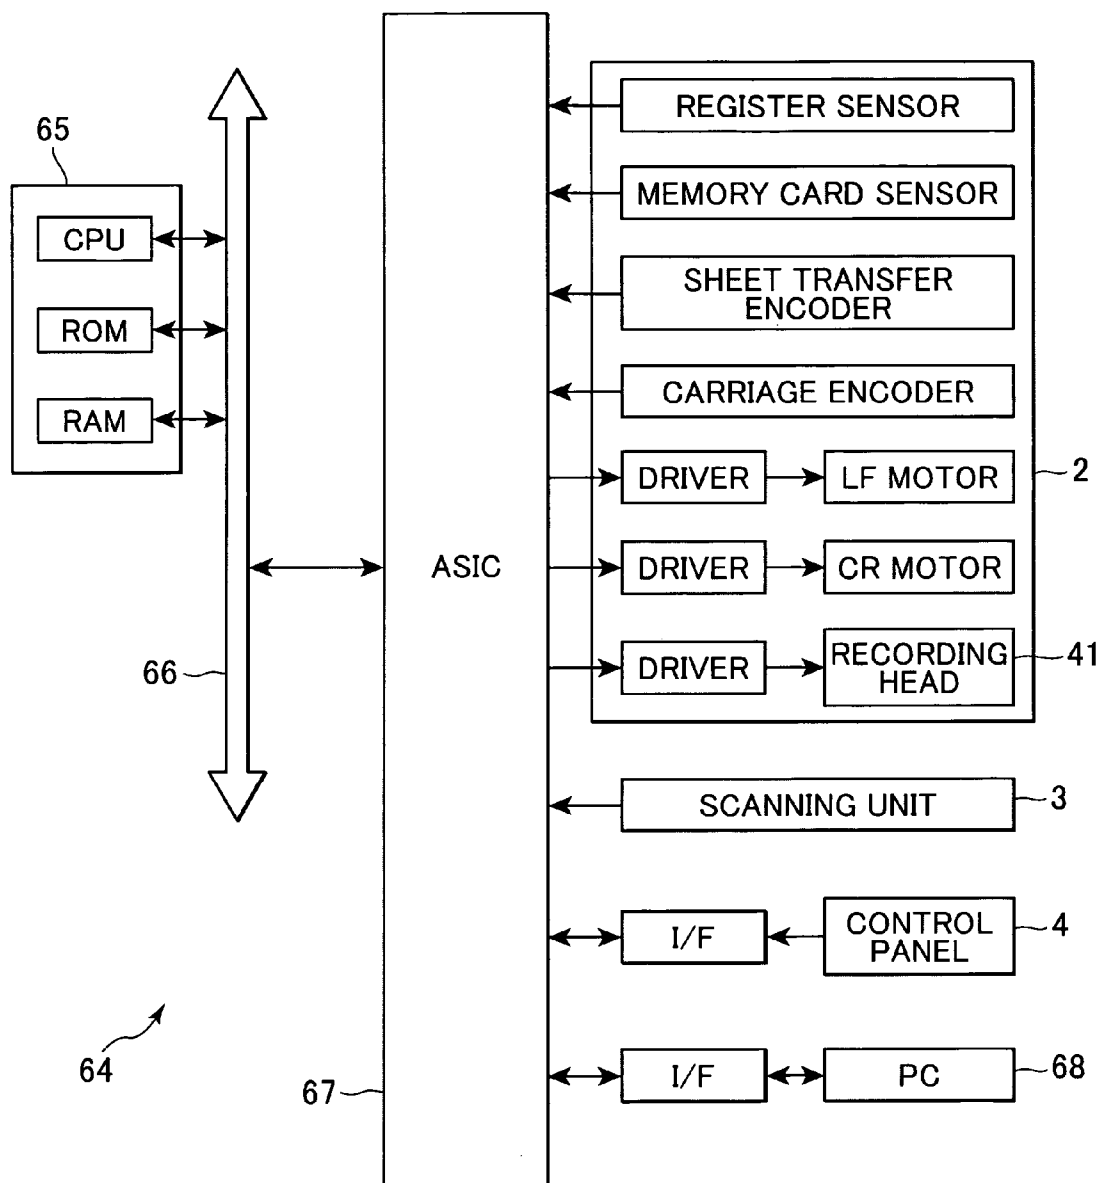 65
CPU
ROM
RAM
66
64
ASIC
67
REGISTER SENSOR
MEMORY CARD SENSOR
SHEET TRANSFER
ENCODER
CARRIAGE ENCODER
DRIVER
LF MOTOR
2
DRIVER
CR MOTOR
DRIVER
RECORDING
HEAD
41
SCANNING UNIT
3
I/F
CONTROL
PANEL
4
I/F
PC
68